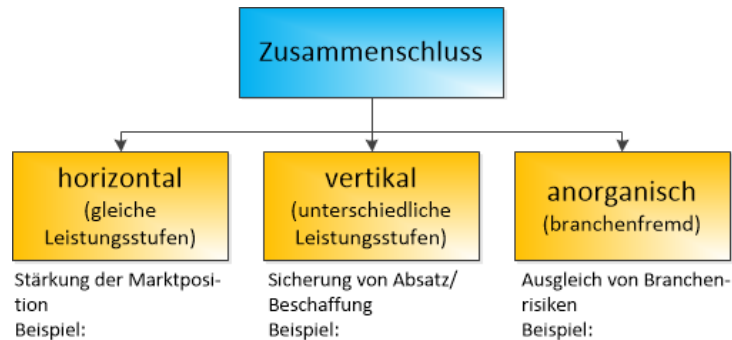 Zusammenschluss
horizontal
(gleiche
Leistungsstufen)
Stärkung der Marktposi-
tion
Beispiel:
vertikal
(unterschiedliche
Leistungsstufen)
Sicherung von Absatz/
Beschaffung
Beispiel:
anorganisch
(branchenfremd)
Ausgleich von Branchen-
risiken
Beispiel: